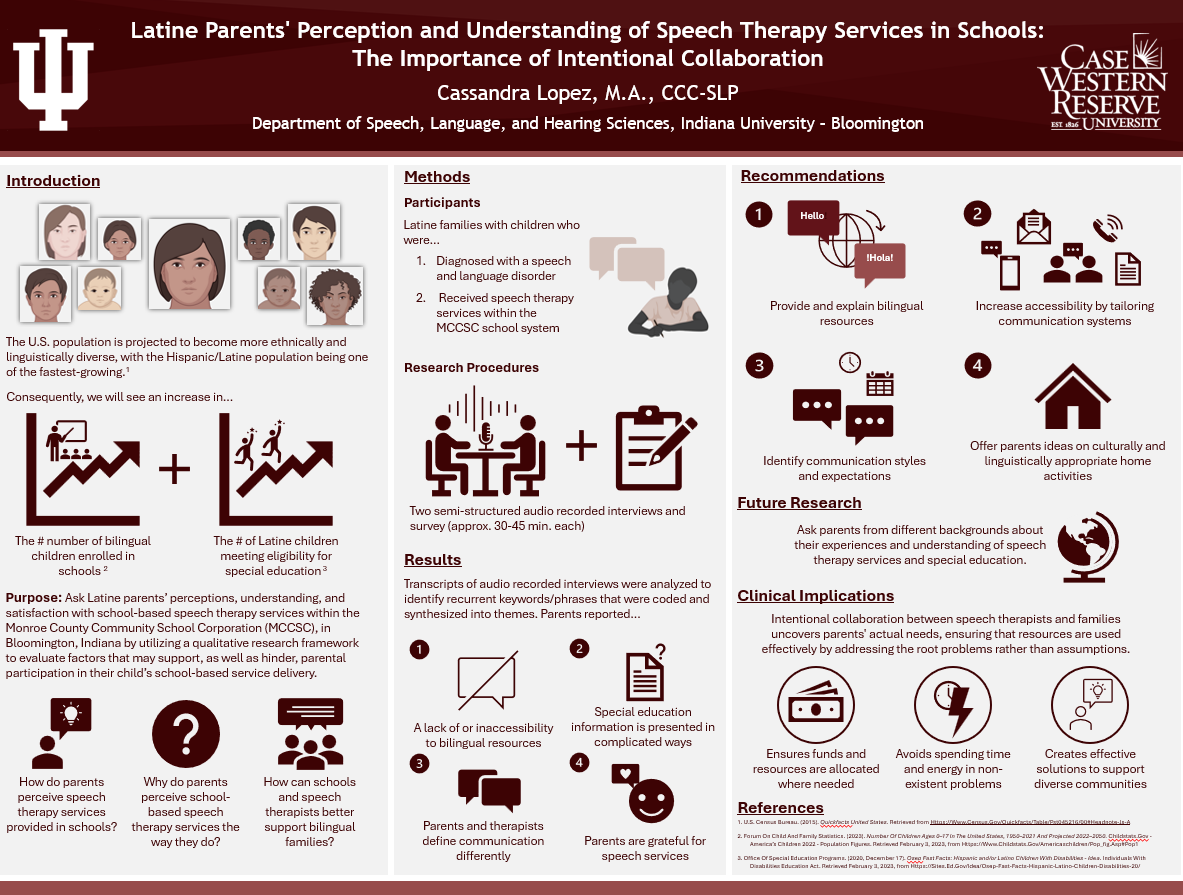 Latine Parents' Perception and Understanding of Speech Therapy Services in Schools:
The Importance of Intentional Collaboration
Cassandra Lopez, M.A., CCC-SLP
Department of Speech, Language, and Hearing Sciences, Indiana University – Bloomington
CASE
WESTERN
RESERVE
EST. 1826 UNIVERSITY
Introduction
The U.S. population is projected to become more ethnically and
linguistically diverse, with the Hispanic/Latine population being one
of the fastest-growing.¹
Consequently, we will see an increase in...
The # number of bilingual
children enrolled in
schools ²
The # of Latine children
meeting eligibility for
special education ³
Purpose: Ask Latine parents' perceptions, understanding, and
satisfaction with school-based speech therapy services within the
Monroe County Community School Corporation (MCCSC), in
Bloomington, Indiana by utilizing a qualitative research framework
to evaluate factors that may support, as well as hinder, parental
participation in their child's school-based service delivery.
How do parents
perceive speech
therapy services
provided in schools?
?
Why do parents
perceive school-
based speech
therapy services the
way they do?
How can schools
and speech
therapists better
support bilingual
families?
Methods
Participants
Latine families with children who
were...
1. Diagnosed with a speech
and language disorder
2. Received speech therapy
services within the
MCCSC school system
Research Procedures
Two semi-structured audio recorded interviews and
survey (approx. 30-45 min. each)
Results
Transcripts of audio recorded interviews were analyzed to
identify recurrent keywords/phrases that were coded and
synthesized into themes. Parents reported...
1
A lack of or inaccessibility
to bilingual resources
2
?
Special education
information is presented in
complicated ways
3
Parents and therapists
define communication
differently
4
Parents are grateful for
speech services
Recommendations
1
Hello
!Hola!
Provide and explain bilingual
resources
2
Increase accessibility by tailoring
communication systems
3
Identify communication styles
and expectations
4
Offer parents ideas on culturally and
linguistically appropriate home
activities
Future Research
Ask parents from different backgrounds about
their experiences and understanding of speech
therapy services and special education.
Clinical Implications
Intentional collaboration between speech therapists and families
uncovers parents' actual needs, ensuring that resources are used
effectively by addressing the root problems rather than assumptions.
Ensures funds and
resources are allocated
where needed
Avoids spending time
and energy in non-
existent problems
Creates effective
solutions to support
diverse communities
References
1. U.S. Census Bureau. (2015). Quickfacts United States. Retrieved from Https://Www.Census.Gov/Quickfacts/Table/Pst045216/00#Headnote-Js-A
2. Forum On Child And Family Statistics. (2023). Number Of Children Ages 0–17 In The United States, 1950–2021 And Projected 2022–2050. Childstats.Gov -
America's Children 2022 - Population Figures. Retrieved February 3, 2023, from Https://Www.Childstats.Gov/Americaschildren/Pop_fig.Asp#Pop1
3. Office Of Special Education Programs. (2020, December 17). Osep Fast Facts: Hispanic and/or Latino Children With Disabilities - Idea. Individuals With
Disabilities Education Act. Retrieved February 3, 2023, from Https://Sites.Ed.Gov/Idea/Osep-Fast-Facts-Hispanic-Latino-Children-Disabilities-20/